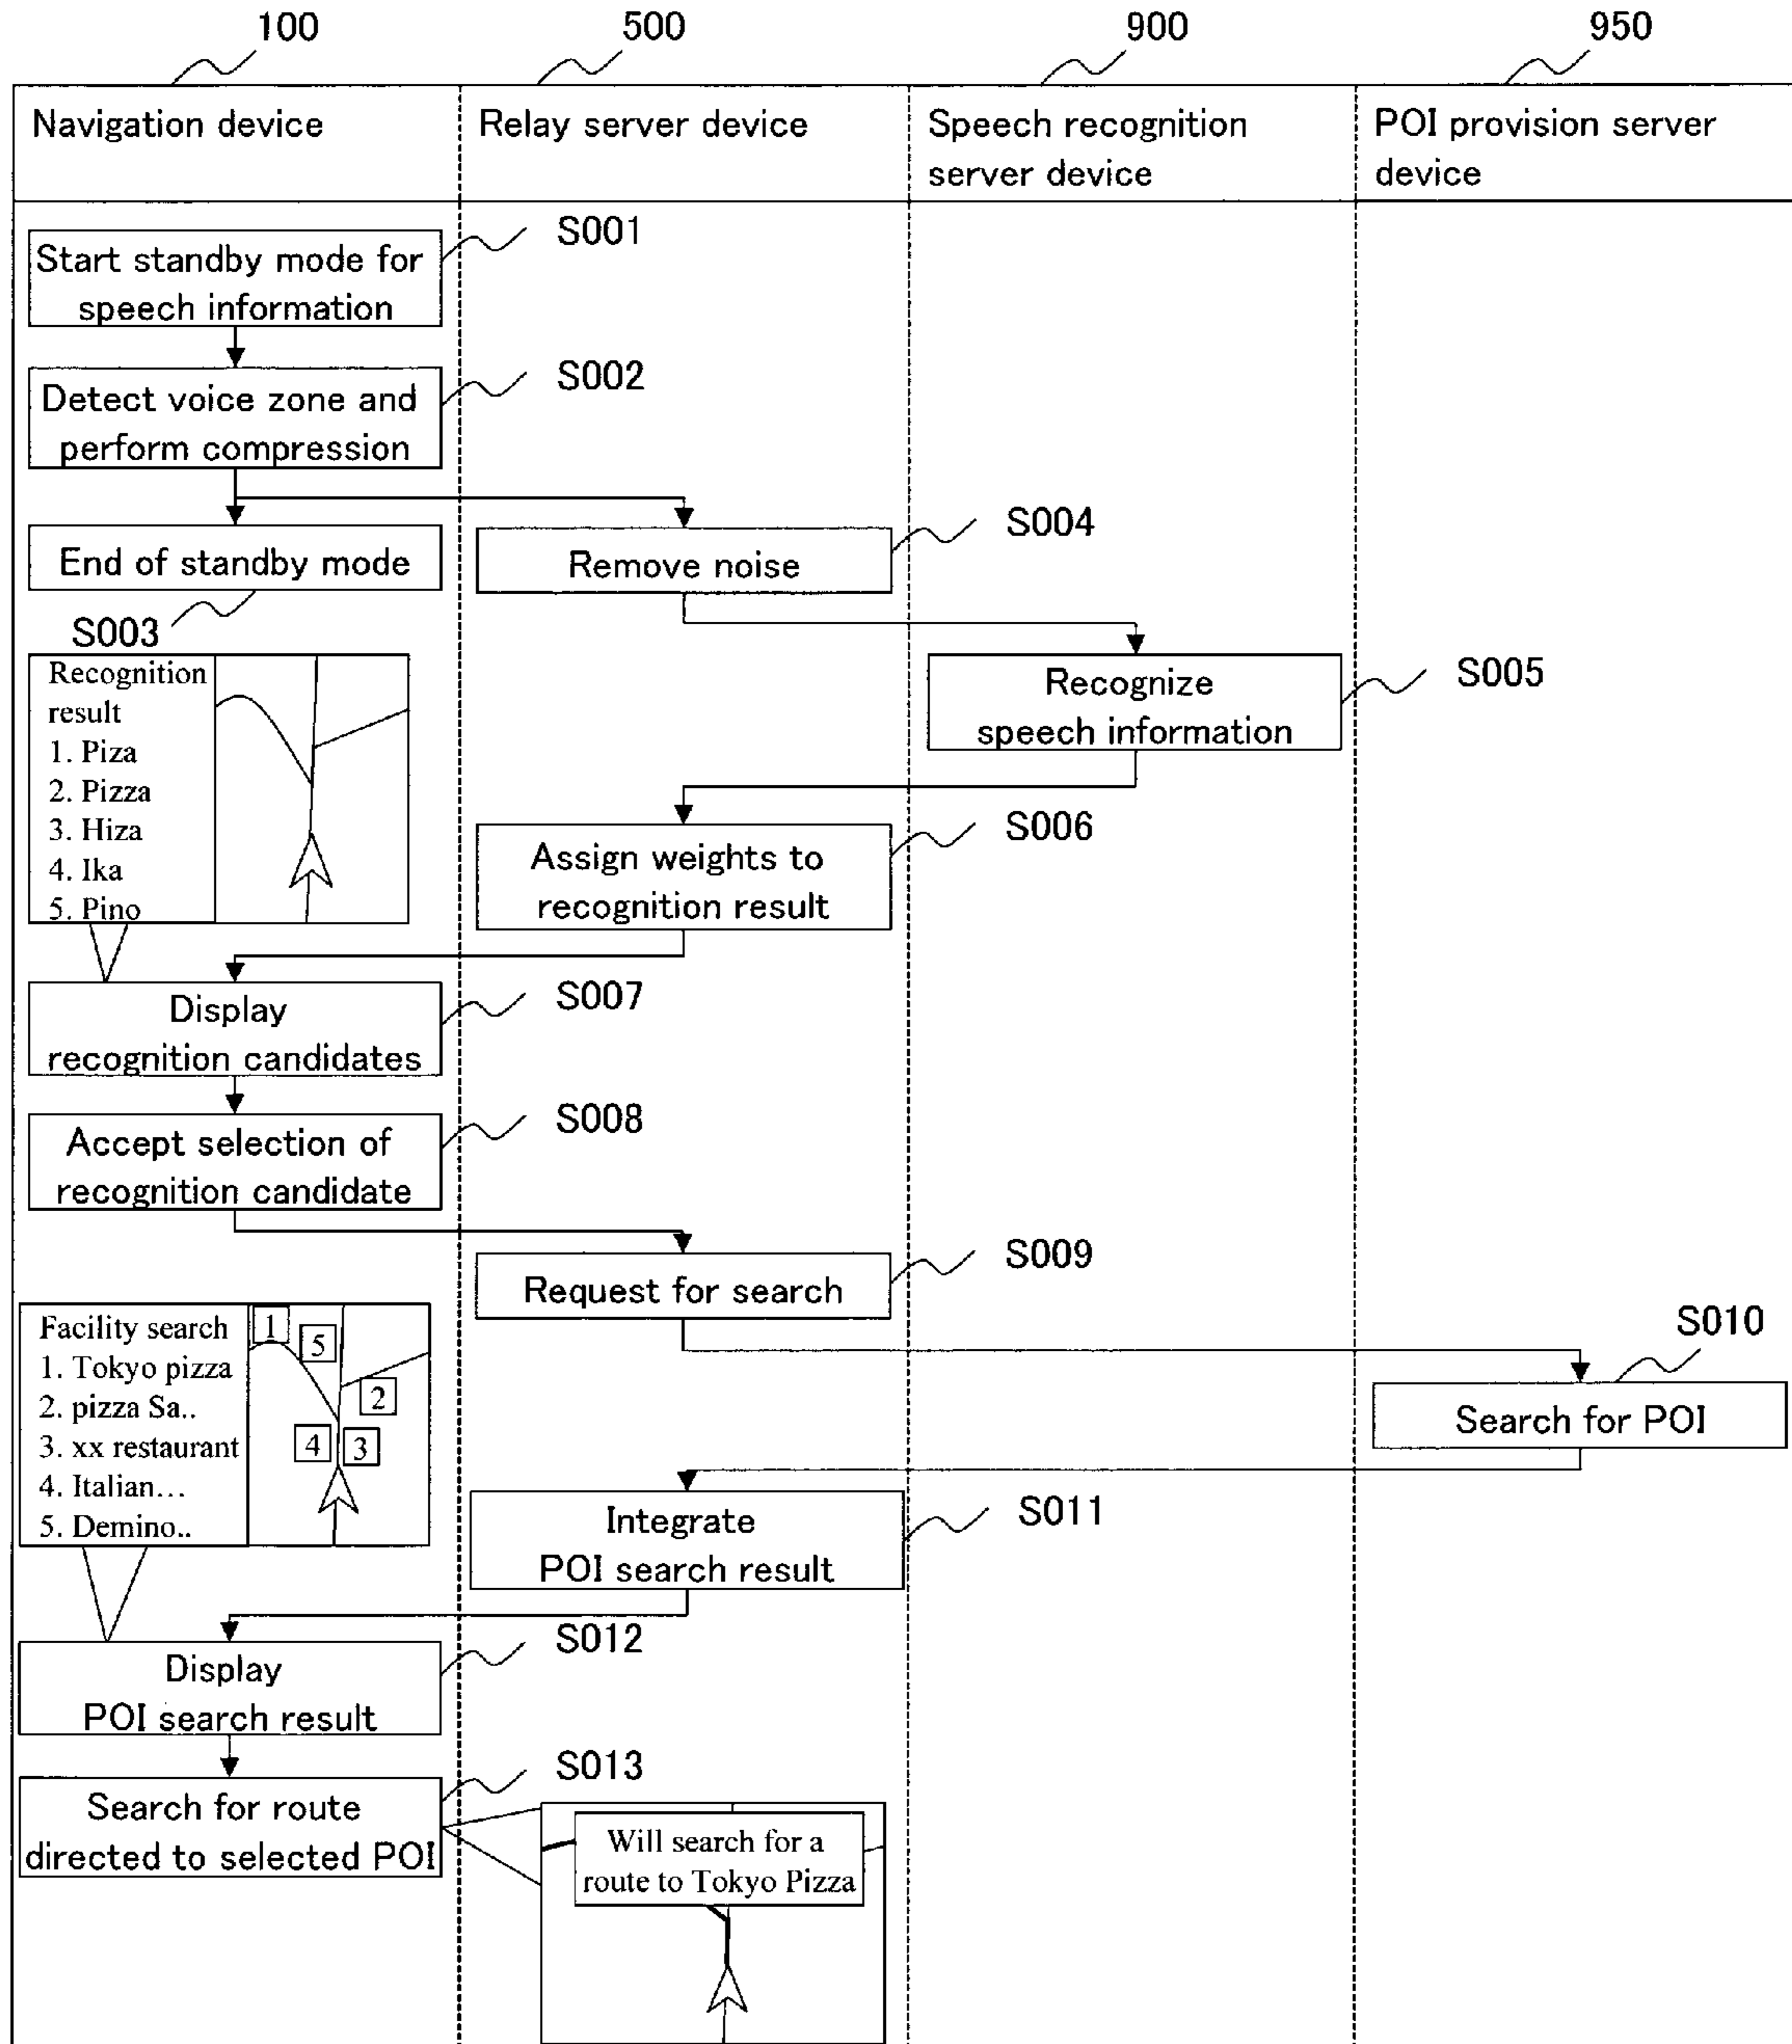 100
500
900
950
Navigation device
Relay server device
Speech recognition
server device
POI provision server
device
S001
Start standby mode for
speech information
S002
Detect voice zone and
perform compression
End of standby mode
S003
S004
Remove noise
S005
Recognize
speech information
Recognition
result
1. Piza
2. Pizza
3. Hiza
4. Ika
5. Pino
S006
Assign weights to
recognition result
S007
Display
recognition candidates
S008
Accept selection of
recognition candidate
S009
Request for search
S010
Search for POI
Facility search
1. Tokyo pizza
2. pizza Sa..
3. xx restaurant
4. Italian...
5. Demino..
1
5
2
4
3
S011
Integrate
POI search result
S012
Display
POI search result
S013
Search for route
directed to selected POI
Will search for a
route to Tokyo Pizza